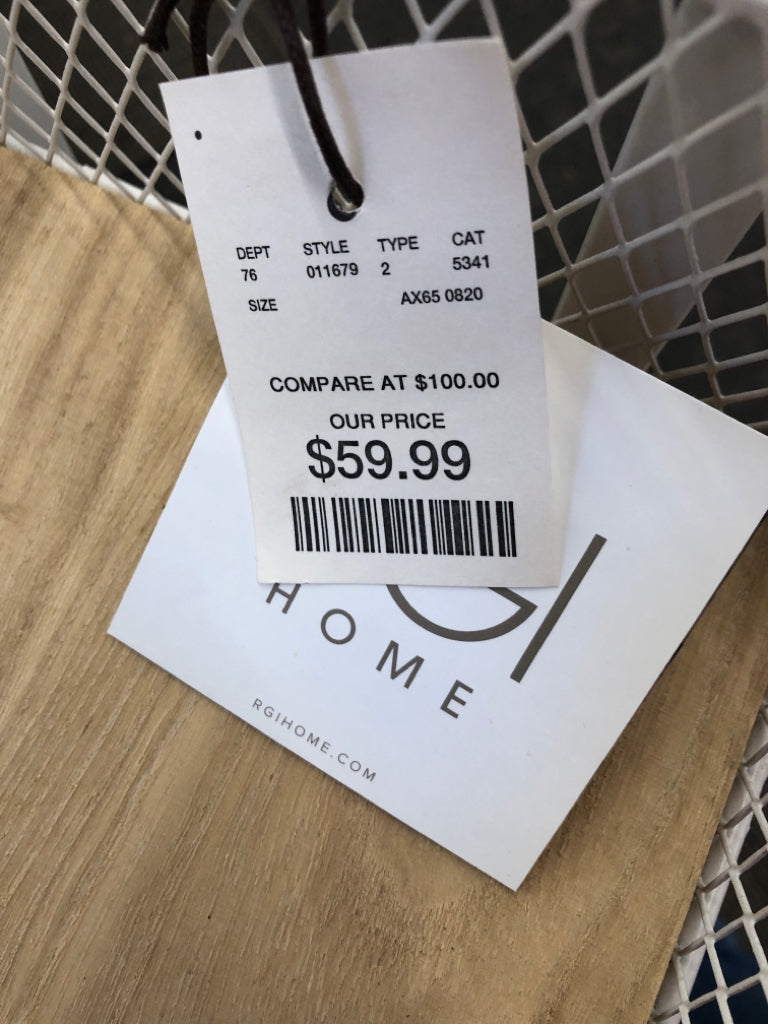 DEPT STYLE TYPE CAT
76 011679 2 5341
SIZE AX65 0820
COMPARE AT $100.00
OUR PRICE
$59.99
GI
HOME
RGIHOME.COM